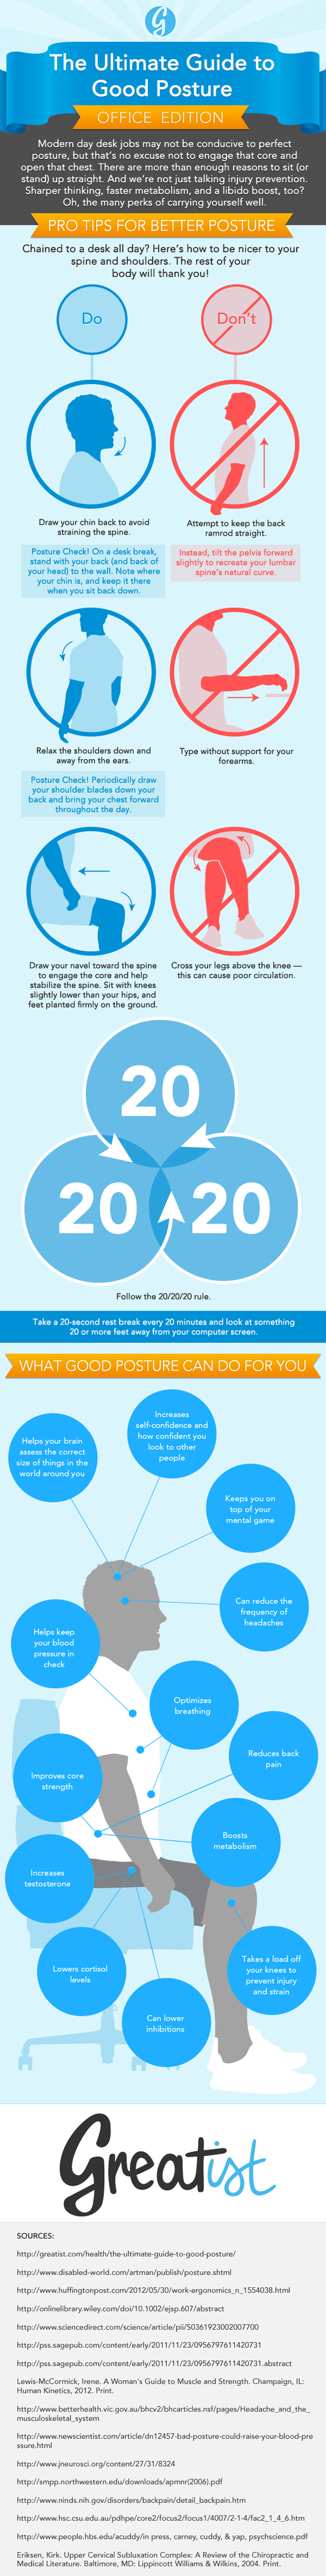 The Ultimate Guide to
Good Posture
OFFICE EDITION
Modern day desk jobs may not be conducive to perfect
posture, but that's no excuse not to engage that core and
open that chest. There are more than enough reasons to sit (or
stand) up straight. And we're not just talking injury prevention.
Sharper thinking, faster metabolism, and a libido boost, too?
Oh, the many perks of carrying yourself well.
PRO TIPS FOR BETTER POSTURE
Chained to a desk all day? Here's how to be nicer to your
spine and shoulders. The rest of your
body will thank you!
Do
Don't
Draw your chin back to avoid
straining the spine.
Attempt to keep the back
ramrod straight.
Posture Check! On a desk break,
stand with your back (and back of
your head) to the wall. Note where
your chin is, and keep it there
when you sit back down.
Instead, tilt the pelvis forward
slightly to recreate your lumbar
spine's natural curve.
Relax the shoulders down and
away from the ears.
Type without support for your
forearms.
Posture Check! Periodically draw
your shoulder blades down your
back and bring your chest forward
throughout the day.
Draw your navel toward the spine
to engage the core and help
stabilize the spine. Sit with knees
slightly lower than your hips, and
feet planted firmly on the ground.
Cross your legs above the knee —
this can cause poor circulation.
20
20
20
Follow the 20/20/20 rule.
Take a 20-second rest break every 20 minutes and look at something
20 or more feet away from your computer screen.
WHAT GOOD POSTURE CAN DO FOR YOU
Increases
self-confidence and
how confident you
look to other
people
Helps your brain
assess the correct
size of things in the
world around you
Keeps you on
top of your
mental game
Can reduce the
frequency of
headaches
Helps keep
your blood
pressure in
check
Optimizes
breathing
Reduces back
pain
Improves core
strength
Boosts
metabolism
Increases
testosterone
Takes a load off
your knees to
prevent injury
and strain
Lowers cortisol
levels
Can lower
inhibitions
Greatist
SOURCES:
http://greatist.com/health/the-ultimate-guide-to-good-posture/
http://www.disabled-world.com/artman/publish/posture.shtml
http://www.huffingtonpost.com/2012/05/30/work-ergonomics_n_1554038.html
http://onlinelibrary.wiley.com/doi/10.1002/ejsp.607/abstract
http://www.sciencedirect.com/science/article/pii/S0361923002007700
http://pss.sagepub.com/content/early/2011/11/23/0956797611420731
http://pss.sagepub.com/content/early/2011/11/23/0956797611420731.abstract
Lewis-McCormick, Irene. A Woman's Guide to Muscle and Strength. Champaign, IL:
Human Kinetics, 2012. Print.
http://www.betterhealth.vic.gov.au/bhcv2/bhcarticles.nsf/pages/Headache_and_the_
musculoskeletal_system
http://www.newscientist.com/article/dn12457-bad-posture-could-raise-your-blood-pre
ssure.html
http://www.jneurosci.org/content/27/31/8324
http://smpp.northwestern.edu/downloads/apmnr(2006).pdf
http://www.ninds.nih.gov/disorders/backpain/detail_backpain.htm
http://www.hsc.csu.edu.au/pdhpe/core2/focus2/focus1/4007/2-1-4/fac2_1_4_6.htm
http://www.people.hbs.edu/acuddy/in press, carney, cuddy, & yap, psychscience.pdf
Eriksen, Kirk. Upper Cervical Subluxation Complex: A Review of the Chiropractic and
Medical Literature. Baltimore, MD: Lippincott Williams & Wilkins, 2004. Print.